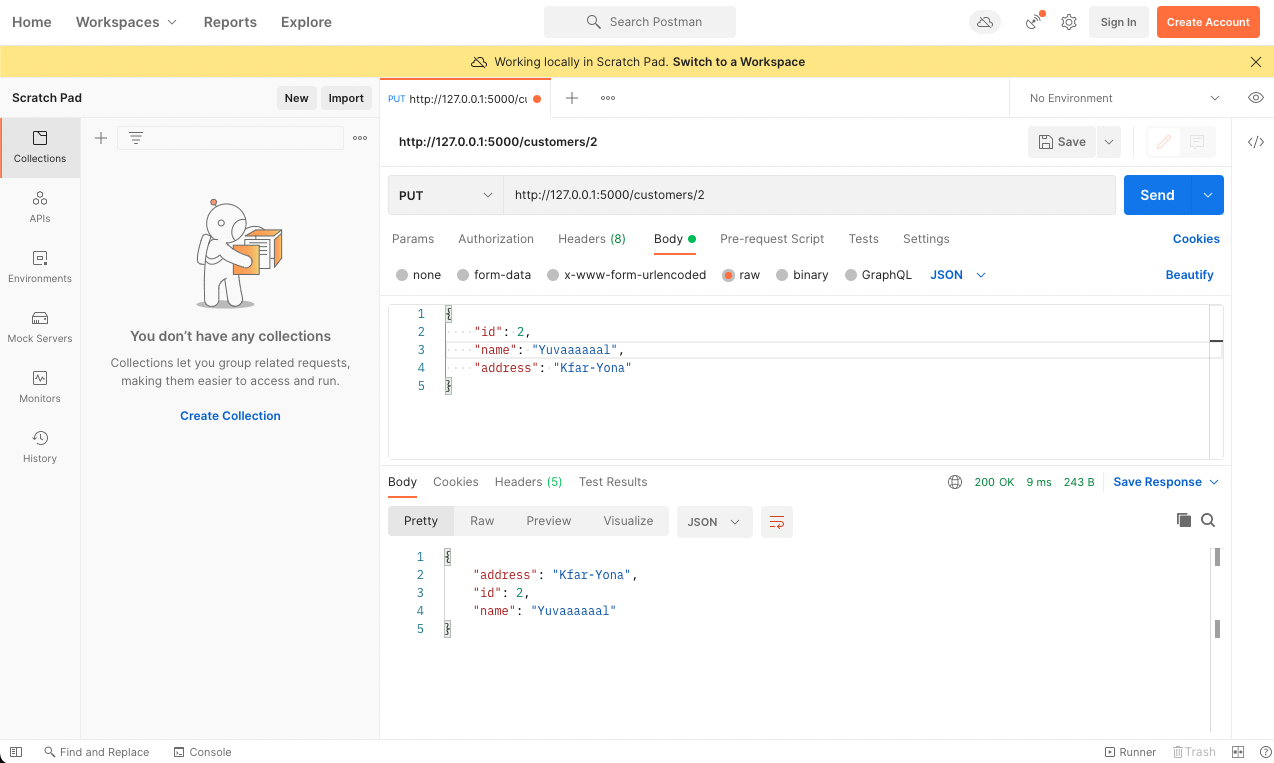 Home Workspaces Reports Explore Search Postman Sign In Create Account
Working locally in Scratch Pad. Switch to a Workspace
Scratch Pad New Import PUT http://127.0.0.1:5000/cu No Environment
Collections
APIs
Environments
Mock Servers
Monitors
History
You don’t have any collections
Collections let you group related requests,
making them easier to access and run.
Create Collection
http://127.0.0.1:5000/customers/2 Save
PUT http://127.0.0.1:5000/customers/2 Send
Params Authorization Headers (8) Body Pre-request Script Tests Settings Cookies
none form-data x-www-form-urlencoded raw binary GraphQL JSON Beautify
1 {
2 "id": 2,
3 "name": "Yuvaaaaaal",
4 "address": "Kfar-Yona"
5 }
Body Cookies Headers (5) Test Results 200 OK 9 ms 243 B Save Response
Pretty Raw Preview Visualize JSON
1 {
2 "address": "Kfar-Yona",
3 "id": 2,
4 "name": "Yuvaaaaaal"
5 }
Find and Replace Console Runner Trash